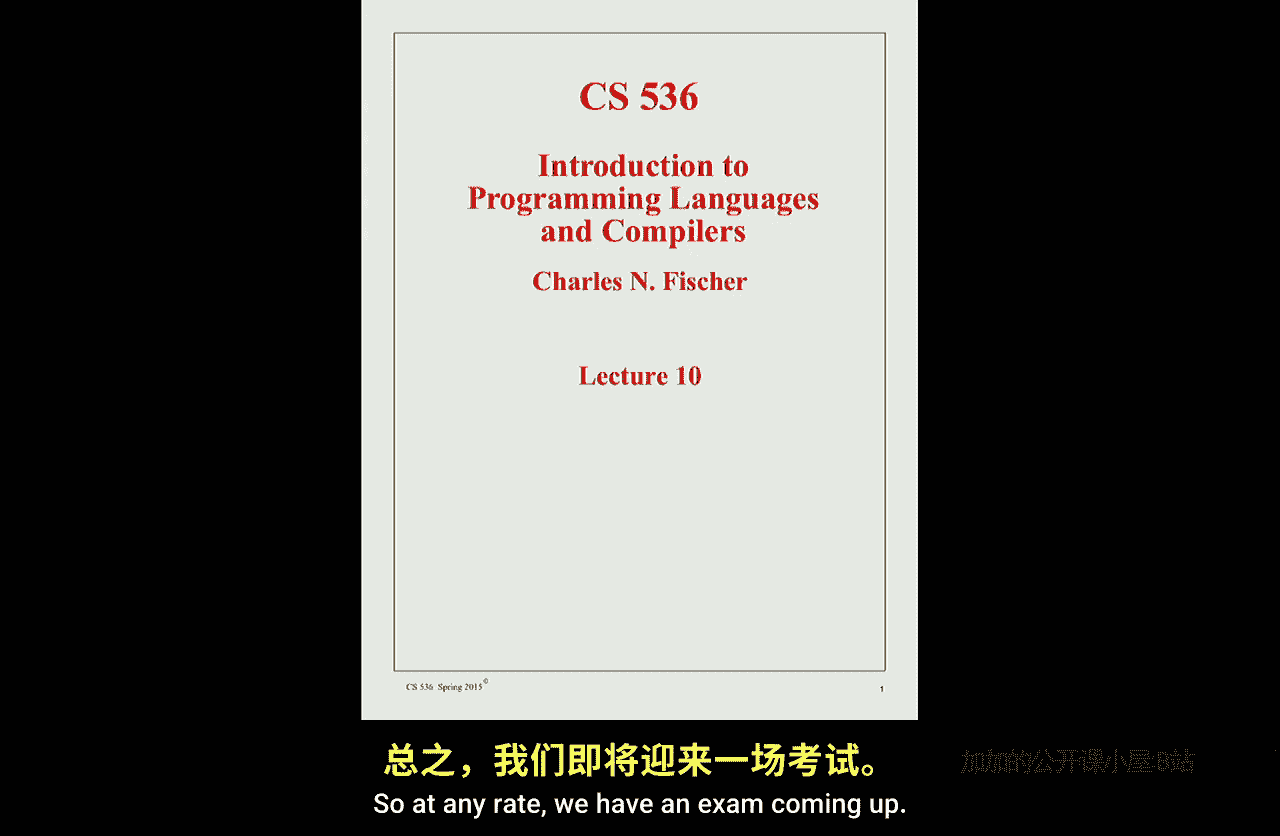 CS 536
Introduction to
Programming Languages
and Compilers
Charles N. Fischer
Lecture 10
CS 536 Spring 2015©
1
总之，我们即将迎来一场考试。
加加的公开课小屋·B站
So at any rate, we have an exam coming up.